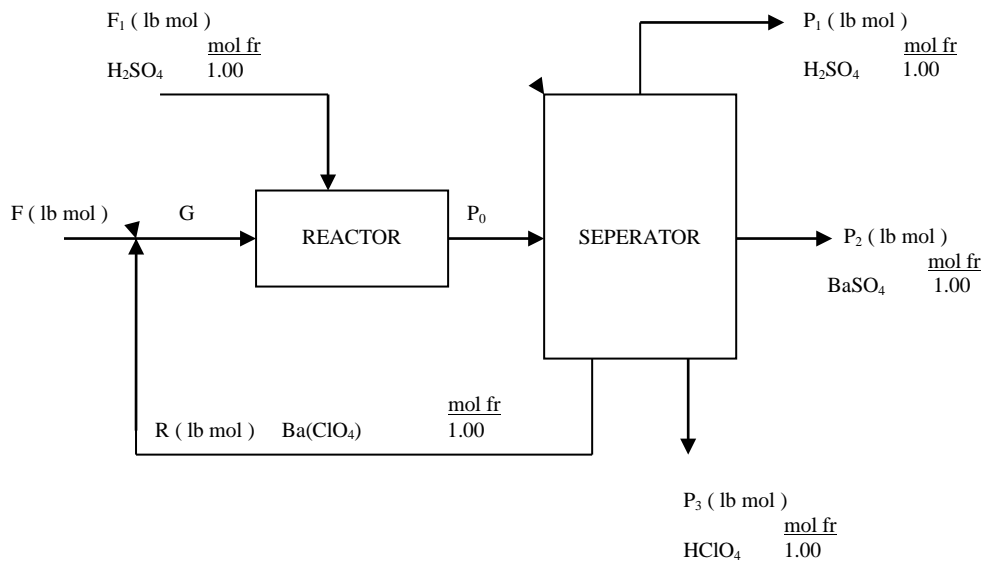 F₁ ( lb mol )
mol fr
H₂SO₄ 1.00
P₁ ( lb mol )
mol fr
H₂SO₄ 1.00
F ( lb mol )
G
REACTOR
P₀
SEPERATOR
P₂ ( lb mol )
mol fr
BaSO₄ 1.00
mol fr
R ( lb mol ) Ba(ClO₄) 1.00
P₃ ( lb mol )
mol fr
HClO₄ 1.00